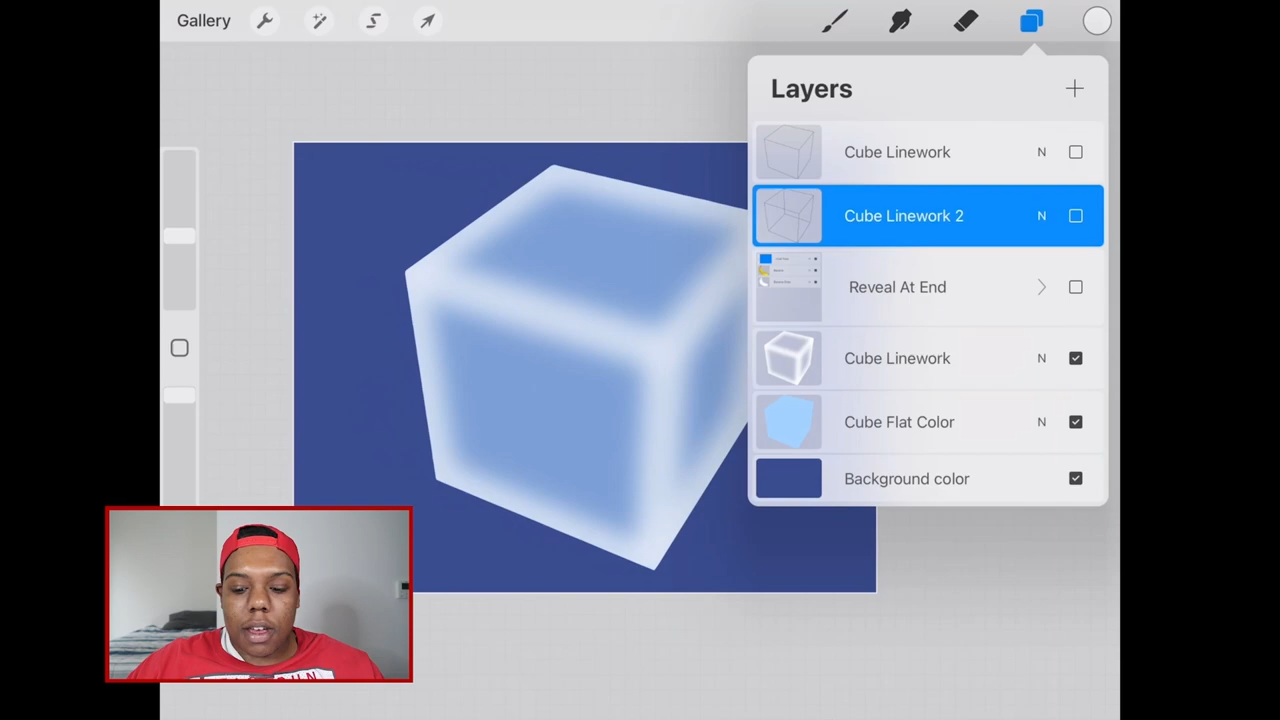 Gallery
Layers
Cube Linework N
Cube Linework 2 N
Reveal At End
Cube Linework N
Cube Flat Color N
Background color